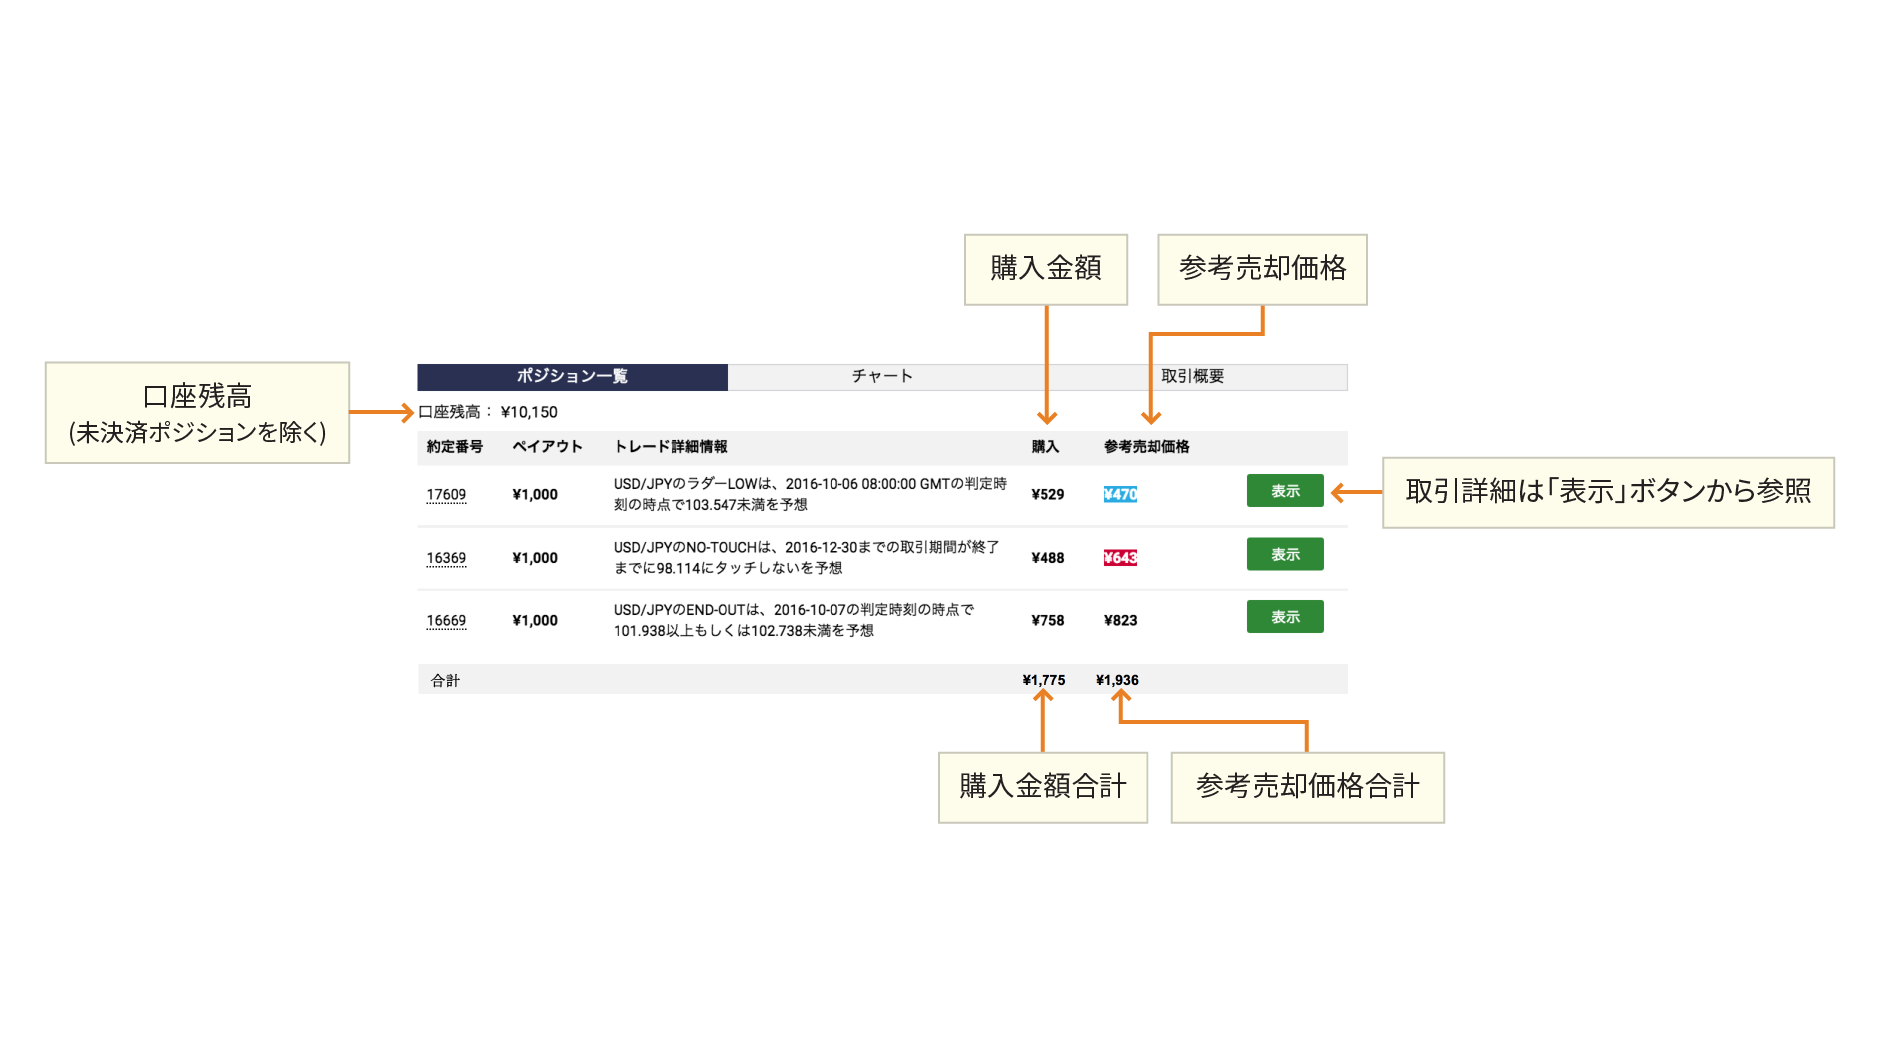 購入金額
参考売却価格
口座残高
(未決済ポジションを除く)
ポジション一覧
チャート
取引概要
口座残高： ¥10,150
約定番号 ペイアウト トレード詳細情報 購入 参考売却価格
17609 ¥1,000 USD/JPYのラダーLOWは、2016-10-06 08:00:00 GMTの判定時
刻の時点で103.547未満を予想
¥529 ¥470 表示
取引詳細は「表示」ボタンから参照
16369 ¥1,000 USD/JPYのNO-TOUCHは、2016-12-30までの取引期間が終了
までに98.114にタッチしないを予想
¥488 ¥643 表示
16669 ¥1,000 USD/JPYのEND-OUTは、2016-10-07の判定時刻の時点で
101.938以上もしくは102.738未満を予想
¥758 ¥823 表示
合計 ¥1,775 ¥1,936
購入金額合計
参考売却価格合計